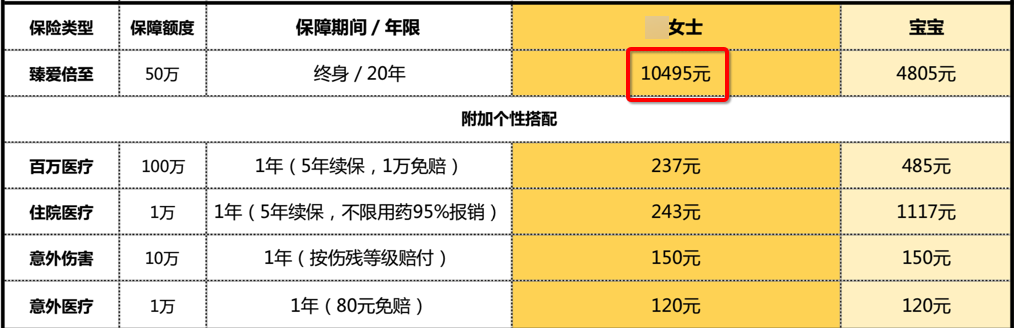 保险类型 保障额度 保障期间 / 年限 女士 宝宝
臻爱倍至 50万 终身 / 20年 10495元 4805元
附加个性搭配
百万医疗 100万 1年（5年续保，1万免赔） 237元 485元
住院医疗 1万 1年（5年续保，不限用药95%报销） 243元 1117元
意外伤害 10万 1年（按伤残等级赔付） 150元 150元
意外医疗 1万 1年（80元免赔） 120元 120元